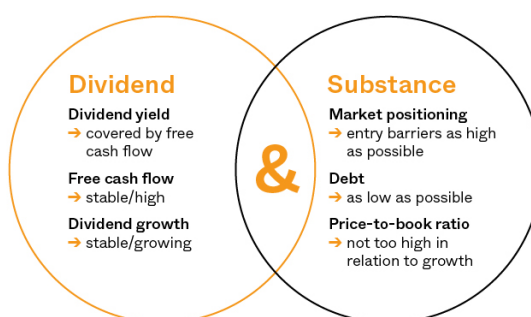 Dividend
Dividend yield
→ covered by free
cash flow
Free cash flow
→ stable/high
Dividend growth
→ stable/growing
&
Substance
Market positioning
→ entry barriers as high
as possible
Debt
→ as low as possible
Price-to-book ratio
→ not too high in
relation to growth